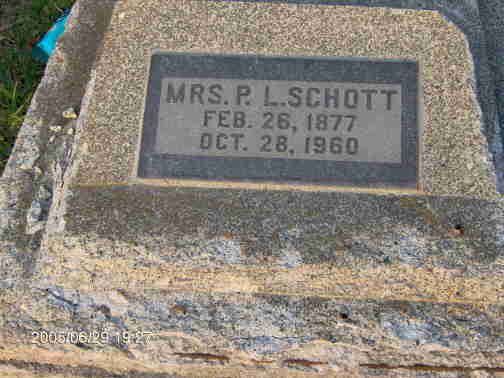 MRS. P. L. SCHOTT
FEB. 26, 1877
OCT. 28, 1960
2006/06/29 19:27